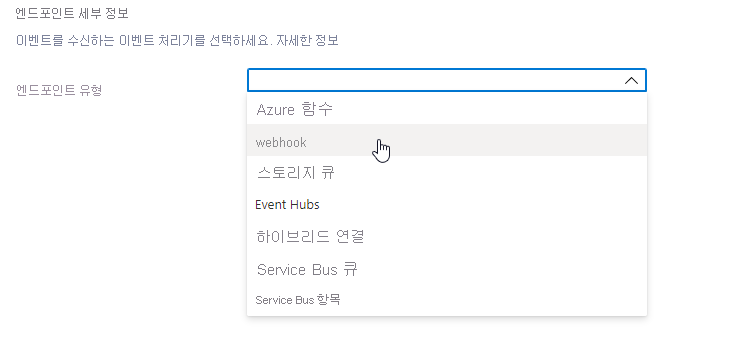 엔드포인트 세부 정보
이벤트를 수신하는 이벤트 처리기를 선택하세요. 자세한 정보
엔드포인트 유형
Azure 함수
webhook
스토리지 큐
Event Hubs
하이브리드 연결
Service Bus 큐
Service Bus 항목